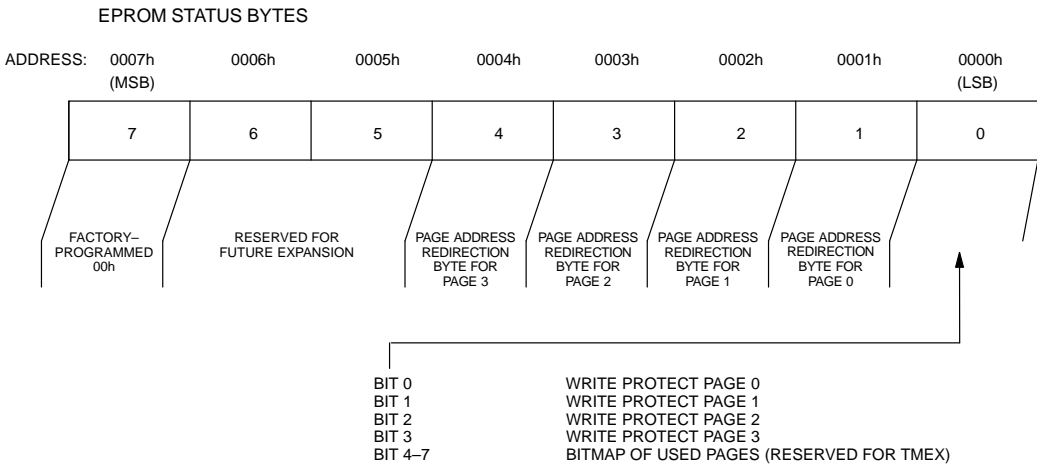 EPROM STATUS BYTES
ADDRESS: 0007h 0006h 0005h 0004h 0003h 0002h 0001h 0000h
(MSB) (LSB)
7 6 5 4 3 2 1 0
FACTORY–
PROGRAMMED
00h
RESERVED FOR
FUTURE EXPANSION
PAGE ADDRESS
REDIRECTION
BYTE FOR
PAGE 3
PAGE ADDRESS
REDIRECTION
BYTE FOR
PAGE 2
PAGE ADDRESS
REDIRECTION
BYTE FOR
PAGE 1
PAGE ADDRESS
REDIRECTION
BYTE FOR
PAGE 0
BIT 0 WRITE PROTECT PAGE 0
BIT 1 WRITE PROTECT PAGE 1
BIT 2 WRITE PROTECT PAGE 2
BIT 3 WRITE PROTECT PAGE 3
BIT 4–7 BITMAP OF USED PAGES (RESERVED FOR TMEX)